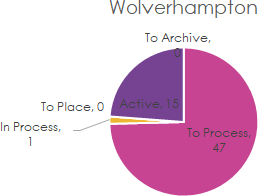 Wolverhampton
To Archive,
0
To Place, 0
Active, 15
In Process,
1
To Process,
47